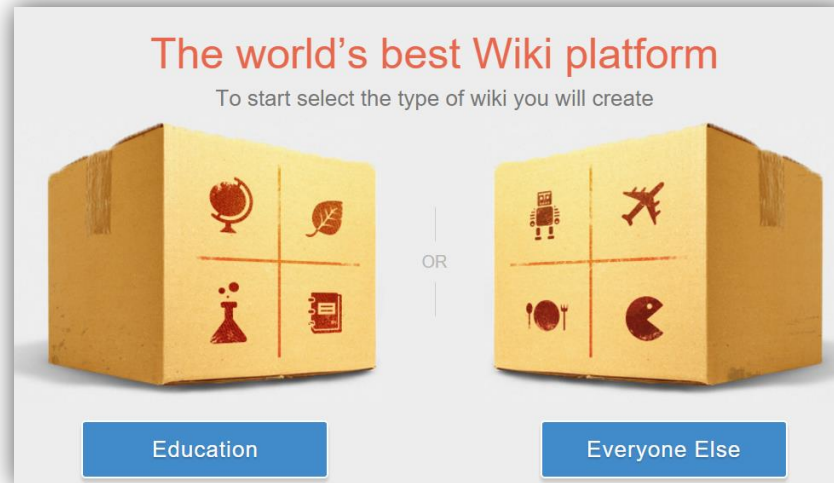 The world's best Wiki platform
To start select the type of wiki you will create
OR
Education
Everyone Else